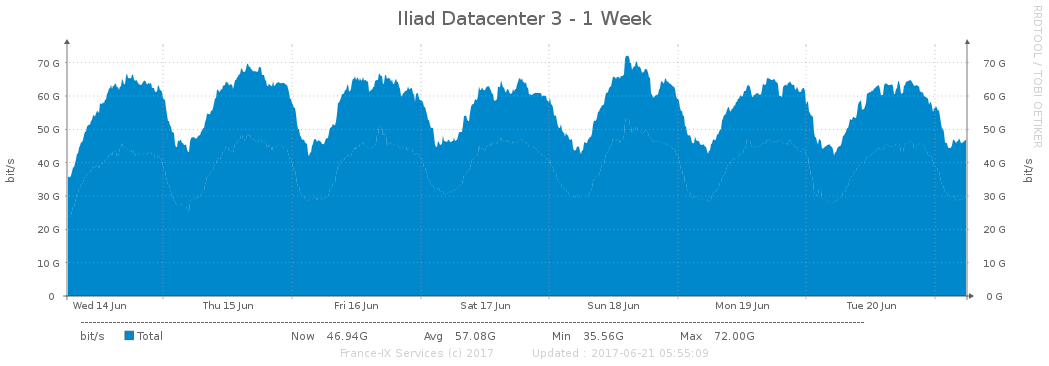 Iliad Datacenter 3 - 1 Week
RRDTOOL / TOBI OETIKER
bit/s
bit/s
70 G 70 G
60 G 60 G
50 G 50 G
40 G 40 G
30 G 30 G
20 G 20 G
10 G 10 G
0 0 G
Wed 14 Jun Thu 15 Jun Fri 16 Jun Sat 17 Jun Sun 18 Jun Mon 19 Jun Tue 20 Jun
bit/s Total Now 46.94G Avg 57.08G Min 35.56G Max 72.00G
France-IX Services (c) 2017 Updated : 2017-06-21 05:55:09